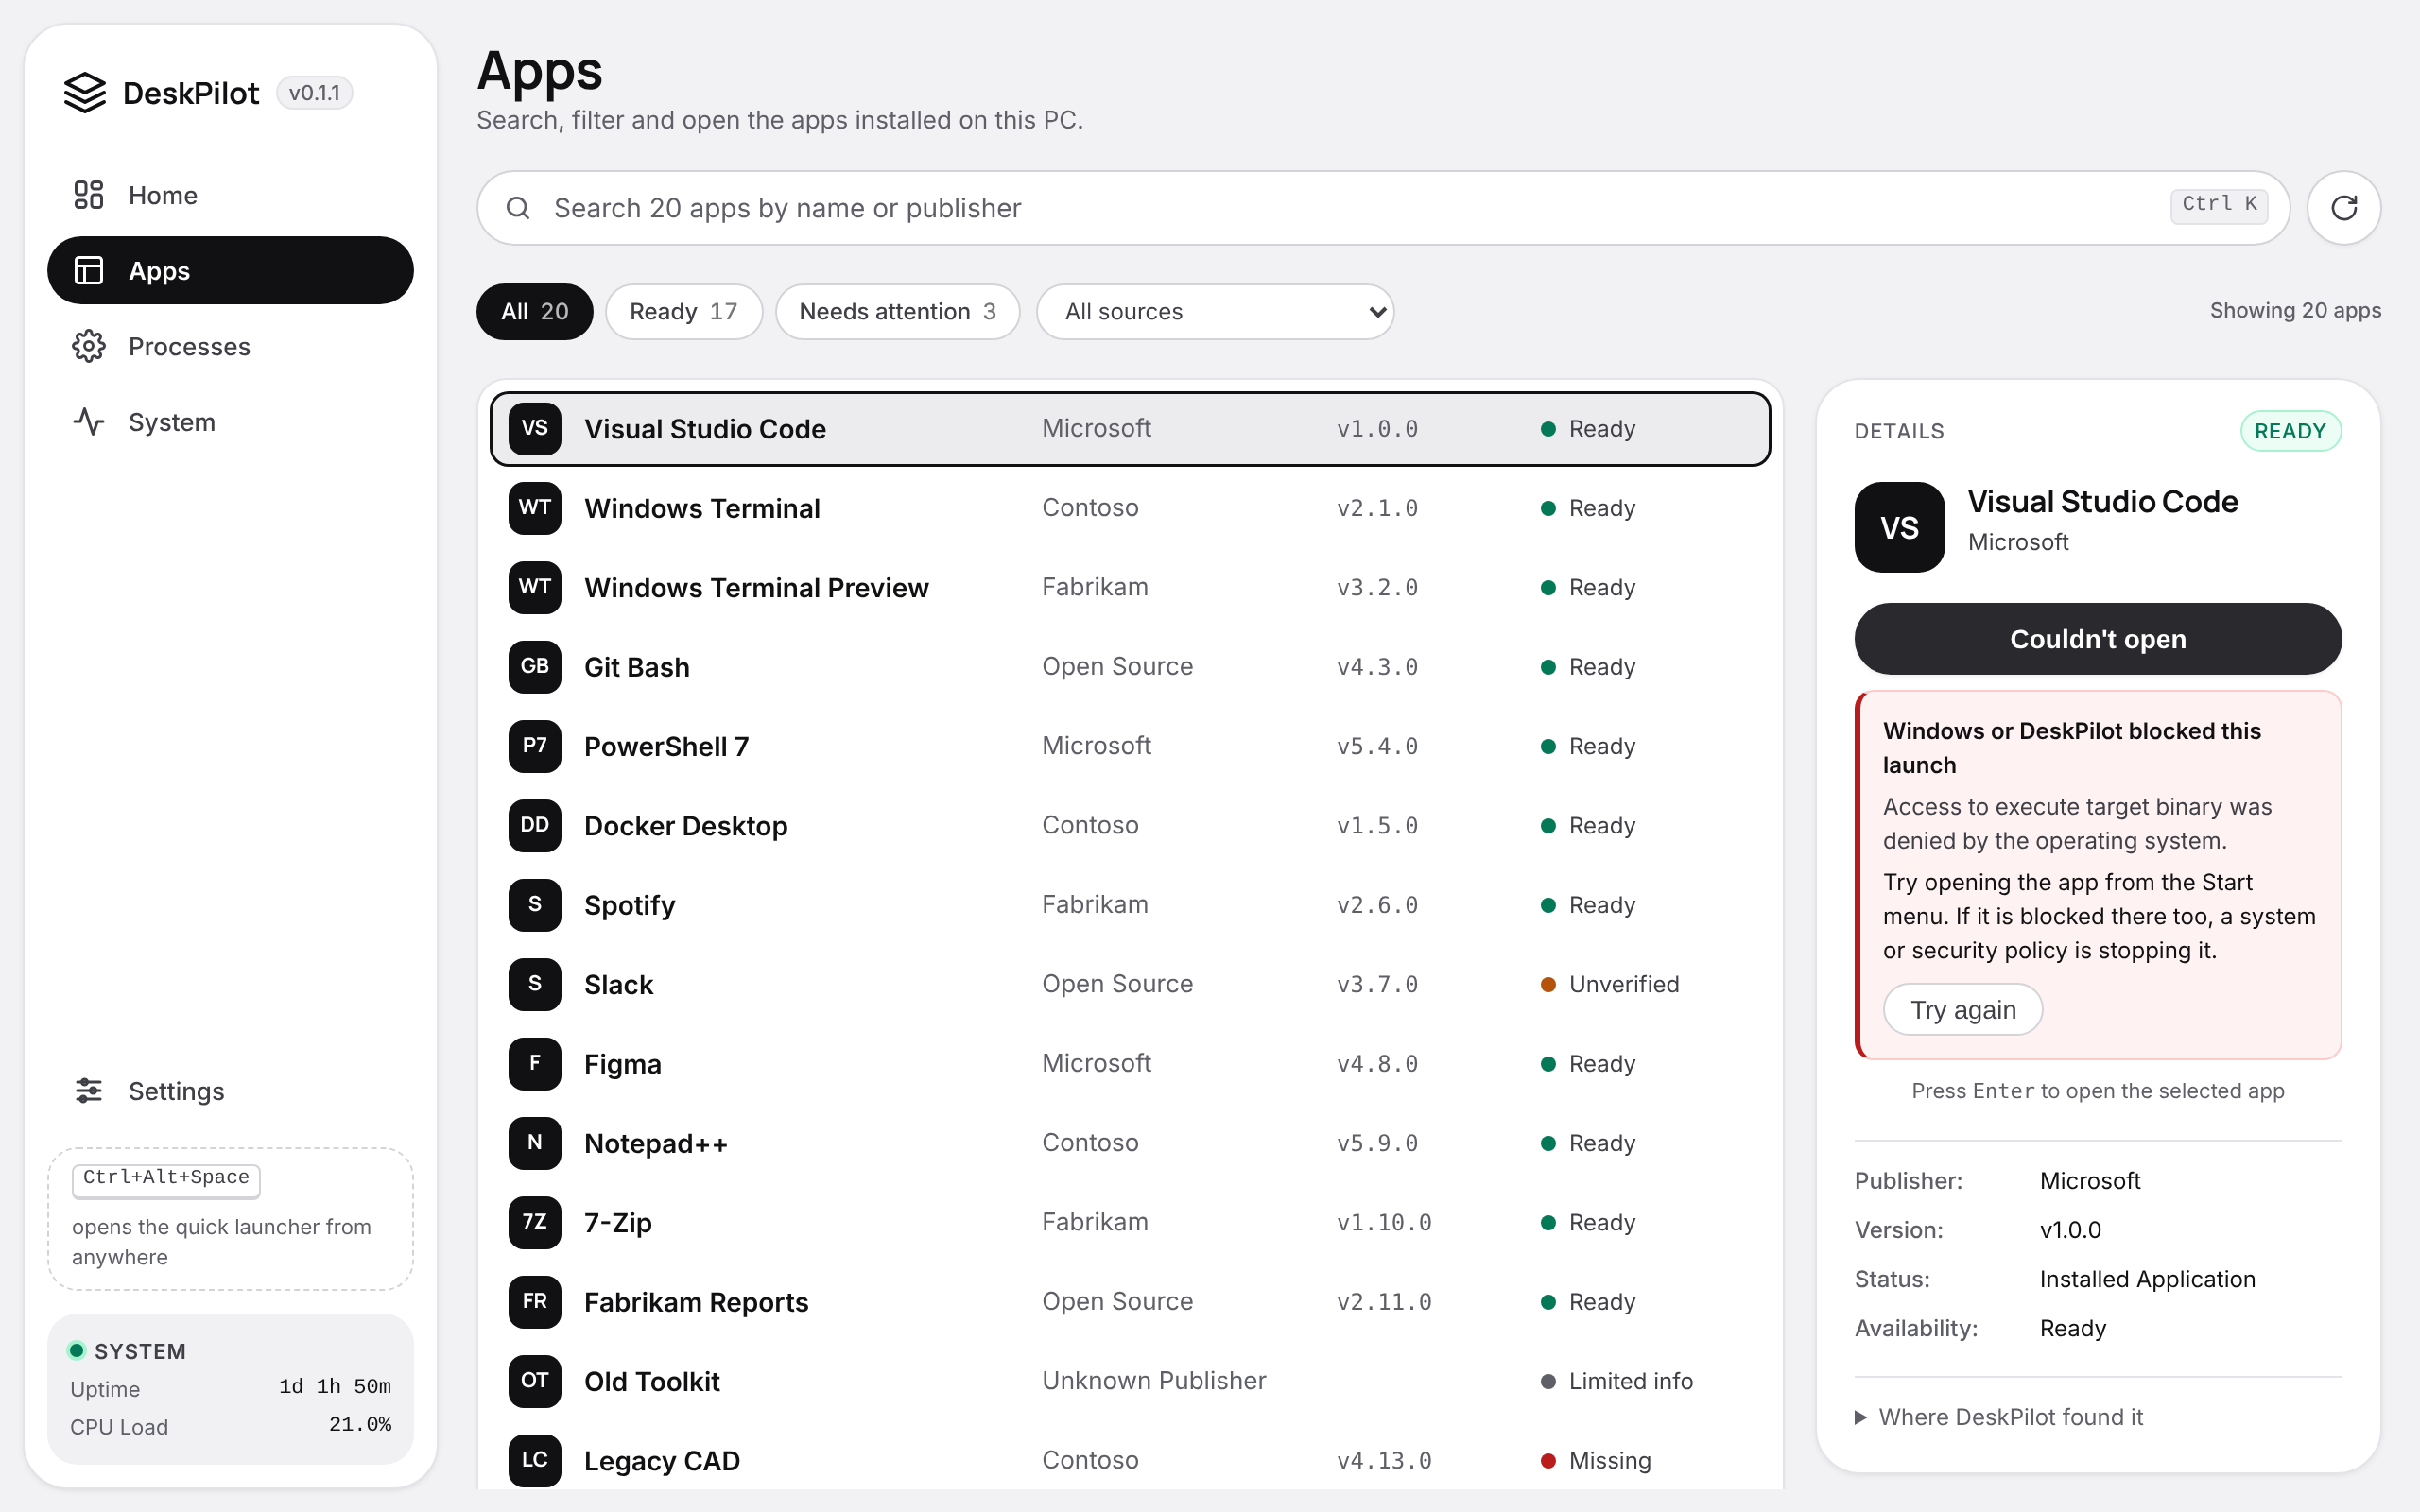 DeskPilot v0.1.1
Home
Apps
Processes
System
Settings
Ctrl+Alt+Space
opens the quick launcher from
anywhere
SYSTEM
Uptime 1d 1h 50m
CPU Load 21.0%
Apps
Search, filter and open the apps installed on this PC.
Search 20 apps by name or publisher Ctrl K
All 20 Ready 17 Needs attention 3 All sources Showing 20 apps
VS Visual Studio Code Microsoft v1.0.0 Ready
WT Windows Terminal Contoso v2.1.0 Ready
WT Windows Terminal Preview Fabrikam v3.2.0 Ready
GB Git Bash Open Source v4.3.0 Ready
P7 PowerShell 7 Microsoft v5.4.0 Ready
DD Docker Desktop Contoso v1.5.0 Ready
S Spotify Fabrikam v2.6.0 Ready
S Slack Open Source v3.7.0 Unverified
F Figma Microsoft v4.8.0 Ready
N Notepad++ Contoso v5.9.0 Ready
7Z 7-Zip Fabrikam v1.10.0 Ready
FR Fabrikam Reports Open Source v2.11.0 Ready
OT Old Toolkit Unknown Publisher Limited info
LC Legacy CAD Contoso v4.13.0 Missing
DETAILS READY
VS Visual Studio Code
Microsoft
Couldn't open
Windows or DeskPilot blocked this
launch
Access to execute target binary was
denied by the operating system.
Try opening the app from the Start
menu. If it is blocked there too, a system
or security policy is stopping it.
Try again
Press Enter to open the selected app
Publisher: Microsoft
Version: v1.0.0
Status: Installed Application
Availability: Ready
Where DeskPilot found it